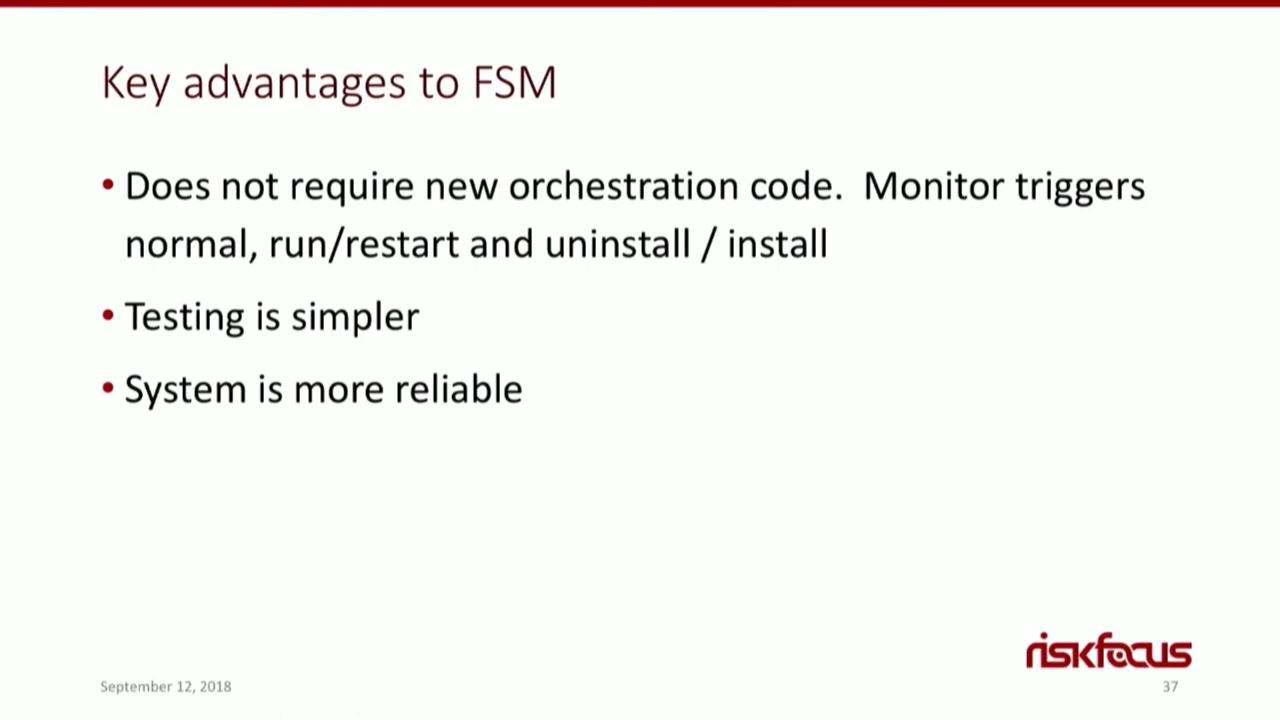 Key advantages to FSM
• Does not require new orchestration code.  Monitor triggers
normal, run/restart and uninstall / install
• Testing is simpler
• System is more reliable
riskfocus
September 12, 2018
37